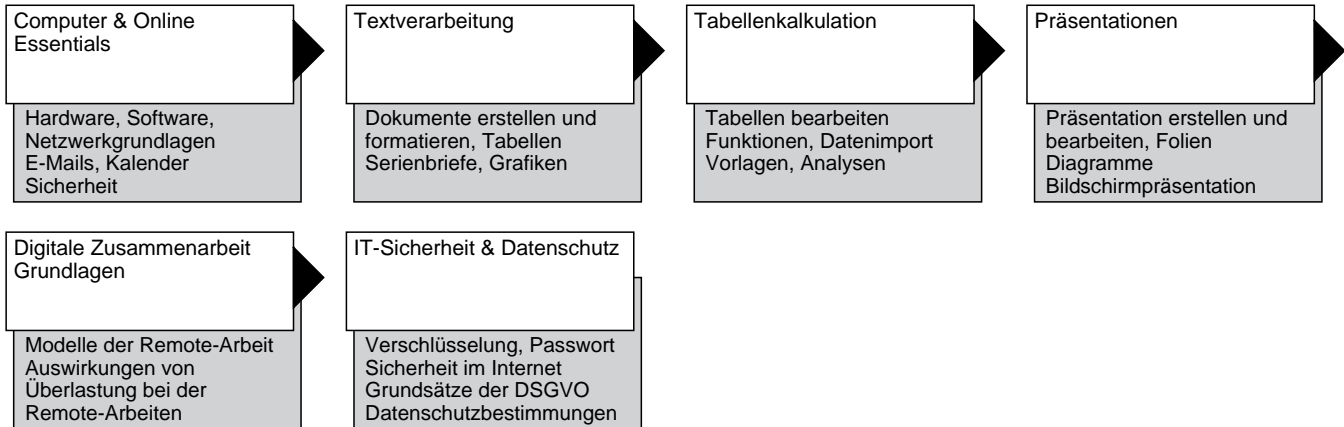 Computer & Online
Essentials
Hardware, Software,
Netzwerkgrundlagen
E-Mails, Kalender
Sicherheit
Textverarbeitung
Dokumente erstellen und
formatieren, Tabellen
Serienbriefe, Grafiken
Tabellenkalkulation
Tabellen bearbeiten
Funktionen, Datenimport
Vorlagen, Analysen
Präsentationen
Präsentation erstellen und
bearbeiten, Folien
Diagramme
Bildschirmpräsentation
Digitale Zusammenarbeit
Grundlagen
Modelle der Remote-Arbeit
Auswirkungen von
Überlastung bei der
Remote-Arbeiten
IT-Sicherheit & Datenschutz
Verschlüsselung, Passwort
Sicherheit im Internet
Grundsätze der DSGVO
Datenschutzbestimmungen